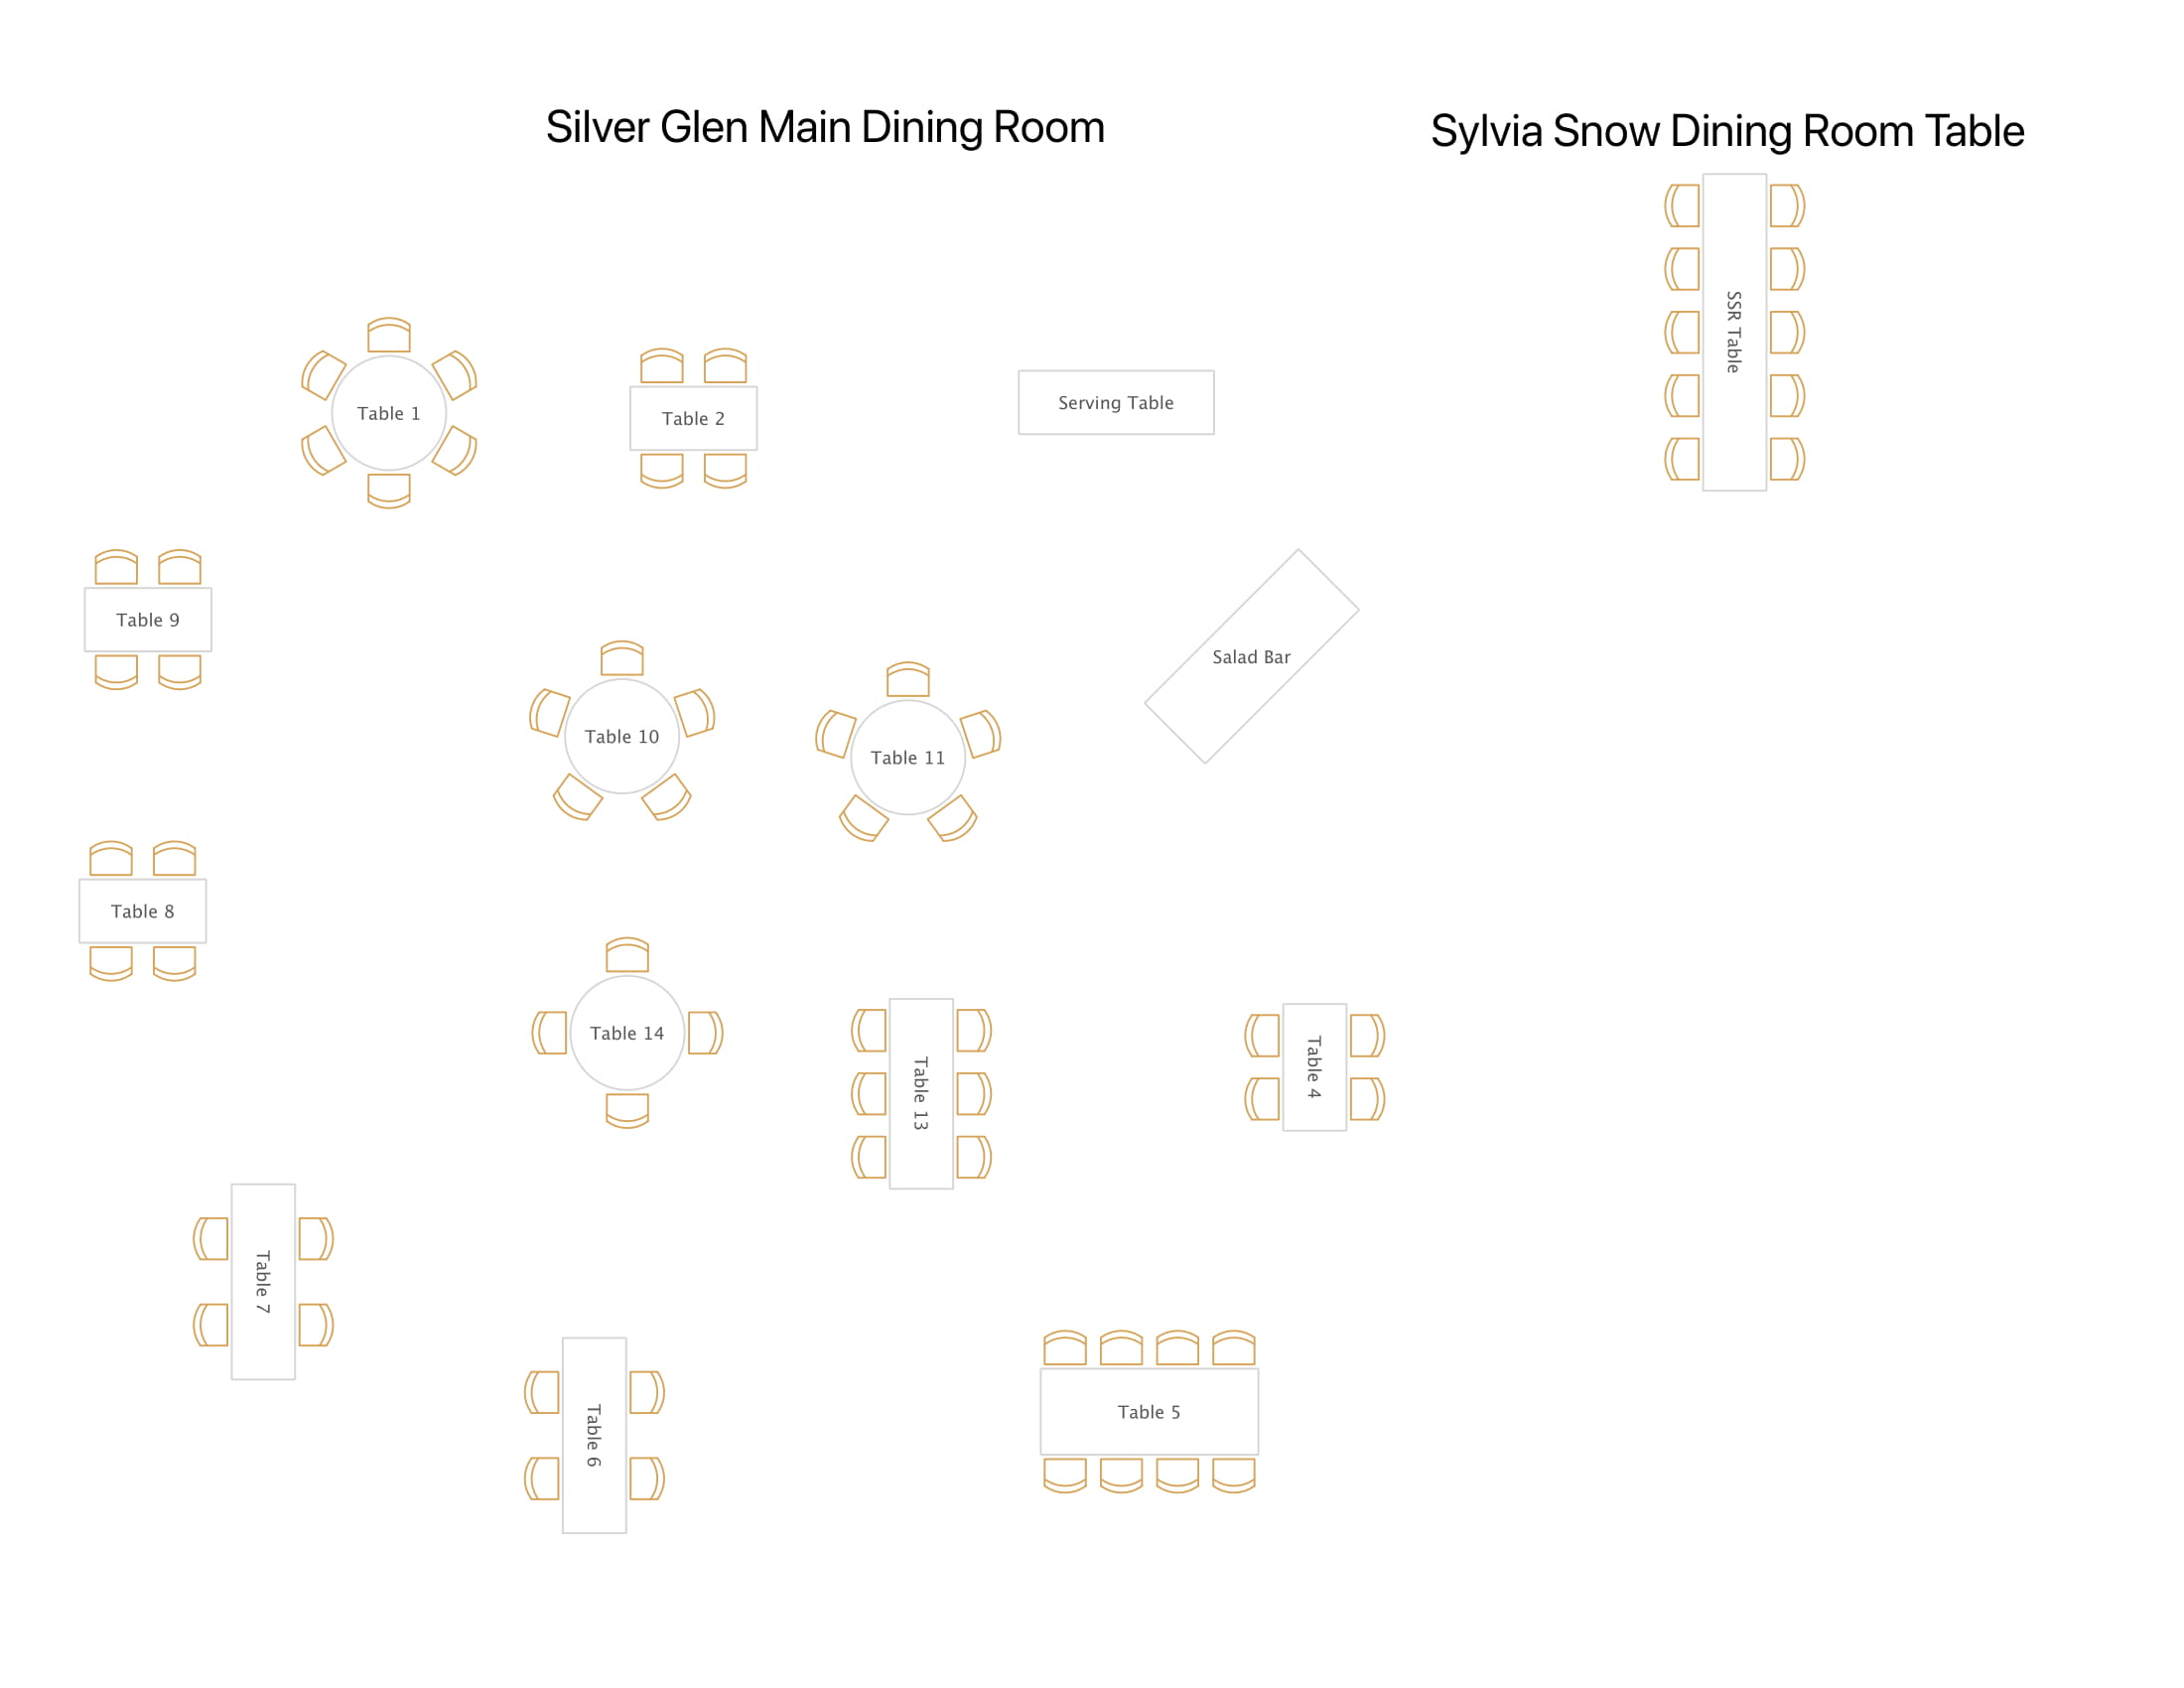 Silver Glen Main Dining Room
Sylvia Snow Dining Room Table
SSR Table
Table 1
Table 2
Serving Table
Table 9
Salad Bar
Table 10
Table 11
Table 8
Table 14
Table 13
Table 4
Table 7
Table 6
Table 5